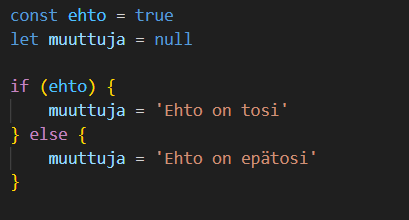 const ehto = true
let muuttuja = null
if (ehto) {
muuttuja = 'Ehto on tosi'
} else {
muuttuja = 'Ehto on epätosi'
}